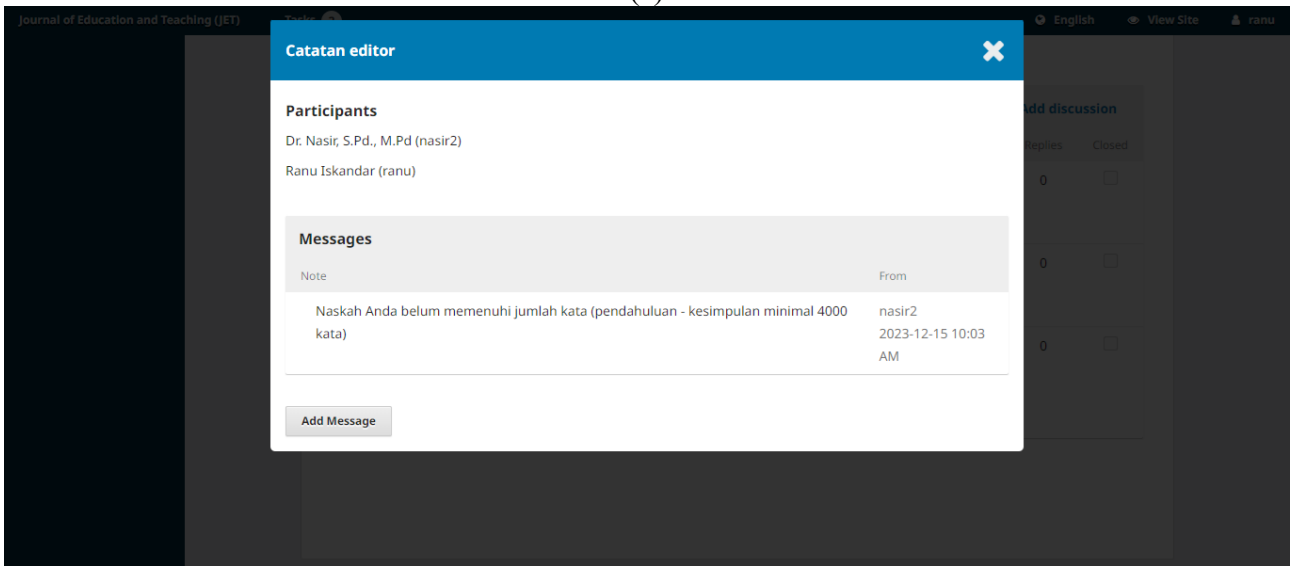 Journal of Education and Teaching (JET)
Tasks
English
View Site
ranu
Catatan editor
Participants
Dr. Nasir, S.Pd., M.Pd (nasir2)
Ranu Iskandar (ranu)
Add discussion
Replies
Closed
0
0
0
Messages
Note
From
Naskah Anda belum memenuhi jumlah kata (pendahuluan - kesimpulan minimal 4000
kata)
nasir2
2023-12-15 10:03
AM
Add Message